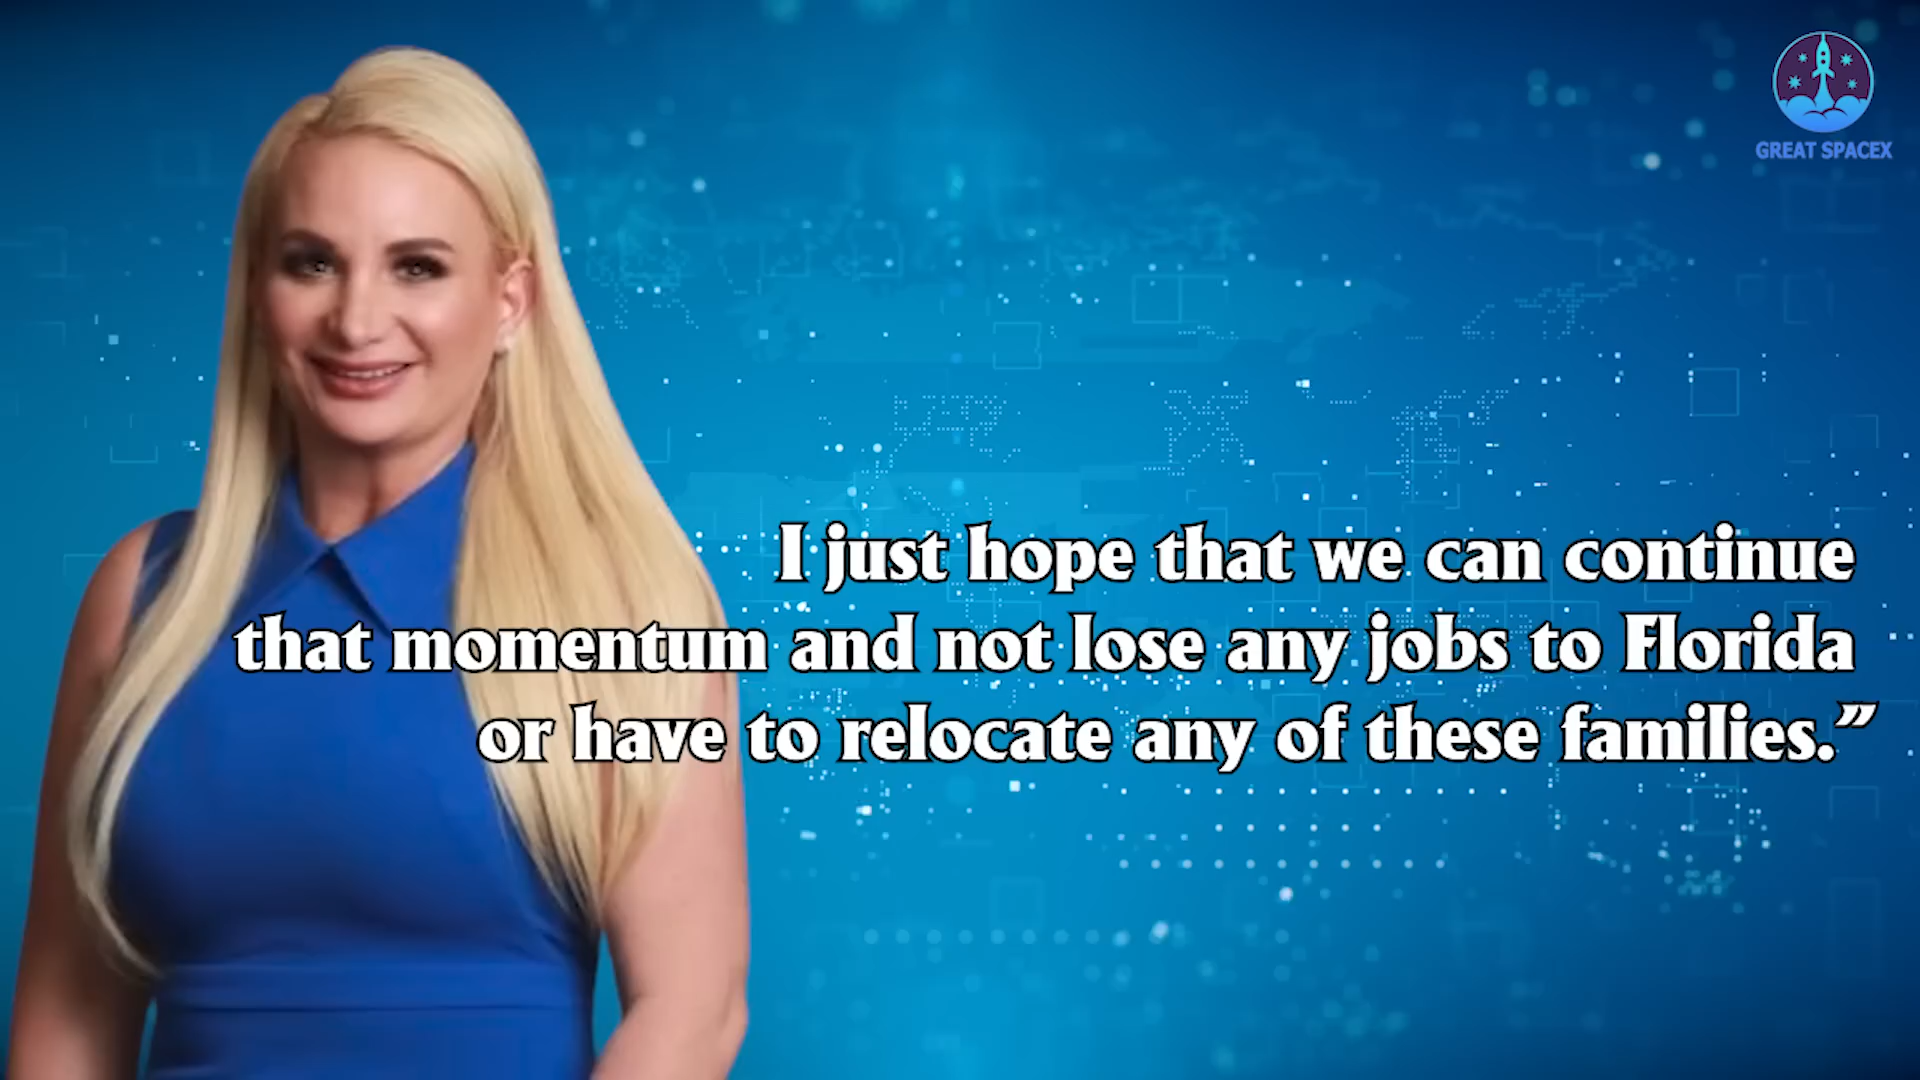 GREAT SPACEX
I just hope that we can continue
that momentum and not lose any jobs to Florida
or have to relocate any of these families.”